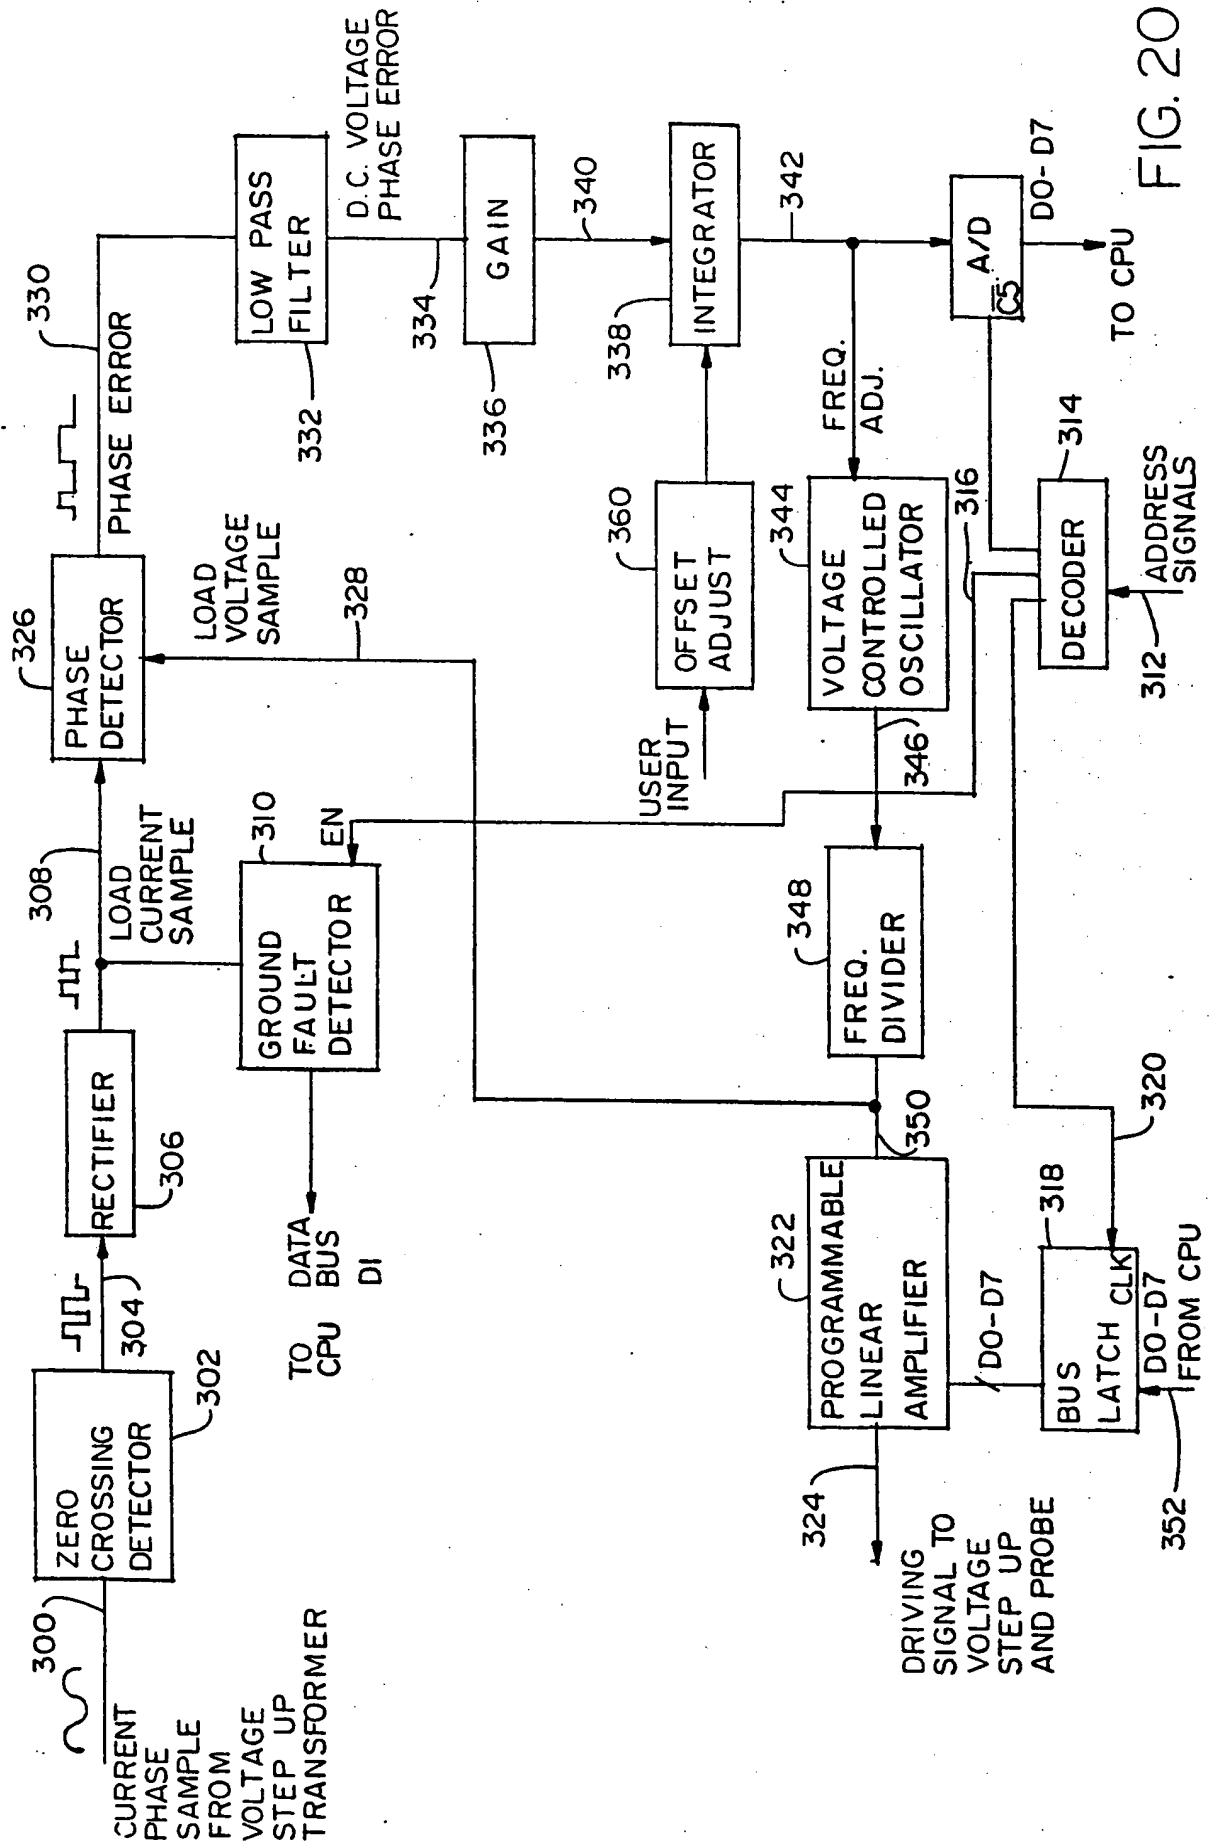 300
CURRENT
PHASE
SAMPLE
FROM
VOLTAGE
STEP UP
TRANSFORMER
ZERO
CROSSING
DETECTOR
302
304
RECTIFIER
306
308
LOAD
CURRENT
SAMPLE
310
GROUND
FAULT
DETECTOR
EN
TO
CPU
DATA
BUS
DI
326
PHASE
DETECTOR
LOAD
VOLTAGE
SAMPLE
328
330
PHASE ERROR
LOW PASS
FILTER
332
D.C. VOLTAGE
PHASE ERROR
334
GAIN
336
340
338
INTEGRATOR
342
360
OFFSET
ADJUST
USER
INPUT
FREQ.
ADJ.
344
VOLTAGE
CONTROLLED
OSCILLATOR
346
316
348
FREQ.
DIVIDER
350
322
PROGRAMMABLE
LINEAR
AMPLIFIER
324
DRIVING
SIGNAL TO
VOLTAGE
STEP UP
AND PROBE
DO-D7
318
BUS
LATCH
CLK
320
DO-D7
FROM CPU
352
DECODER
314
312
ADDRESS
SIGNALS
A/D
C5
DO-D7
TO CPU
FIG. 20